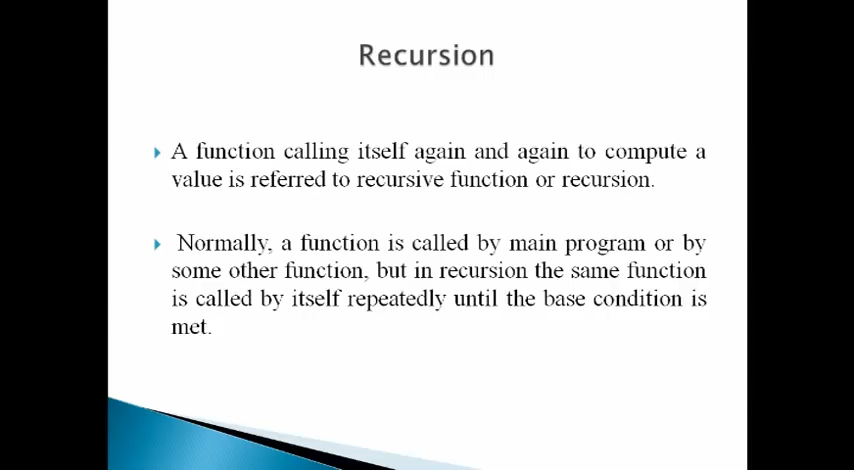 Recursion
A function calling itself again and again to compute a
value is referred to recursive function or recursion.
Normally, a function is called by main program or by
some other function, but in recursion the same function
is called by itself repeatedly until the base condition is
met.